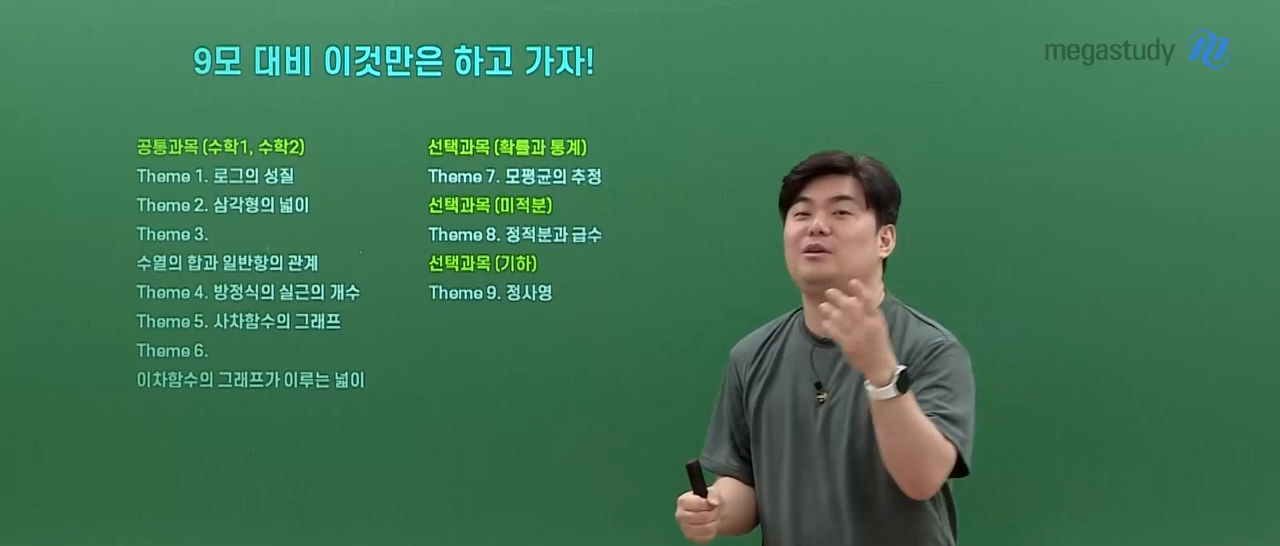 9모 대비 이것만은 하고 가자!
megastudy
공통과목 (수학1, 수학2)
Theme 1. 로그의 성질
Theme 2. 삼각형의 넓이
Theme 3.
수열의 합과 일반항의 관계
Theme 4. 방정식의 실근의 개수
Theme 5. 사차함수의 그래프
Theme 6.
이차함수의 그래프가 이루는 넓이
선택과목 (확률과 통계)
Theme 7. 모평균의 추정
선택과목 (미적분)
Theme 8. 정적분과 급수
선택과목 (기하)
Theme 9. 정사영